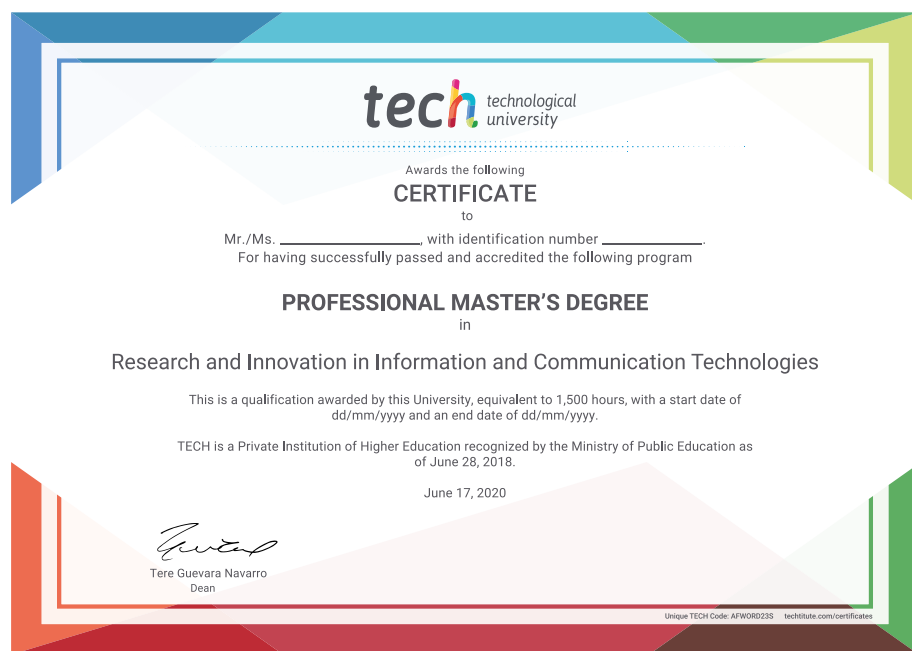 tech technological
university
Awards the following
CERTIFICATE
to
Mr./Ms. ____________________, with identification number ______________.
For having successfully passed and accredited the following program
PROFESSIONAL MASTER'S DEGREE
in
Research and Innovation in Information and Communication Technologies
This is a qualification awarded by this University, equivalent to 1,500 hours, with a start date of
dd/mm/yyyy and an end date of dd/mm/yyyy.
TECH is a Private Institution of Higher Education recognized by the Ministry of Public Education as
of June 28, 2018.
June 17, 2020
Tere Guevara Navarro
Dean
Unique TECH Code: AFWORD23S techtitute.com/certificates